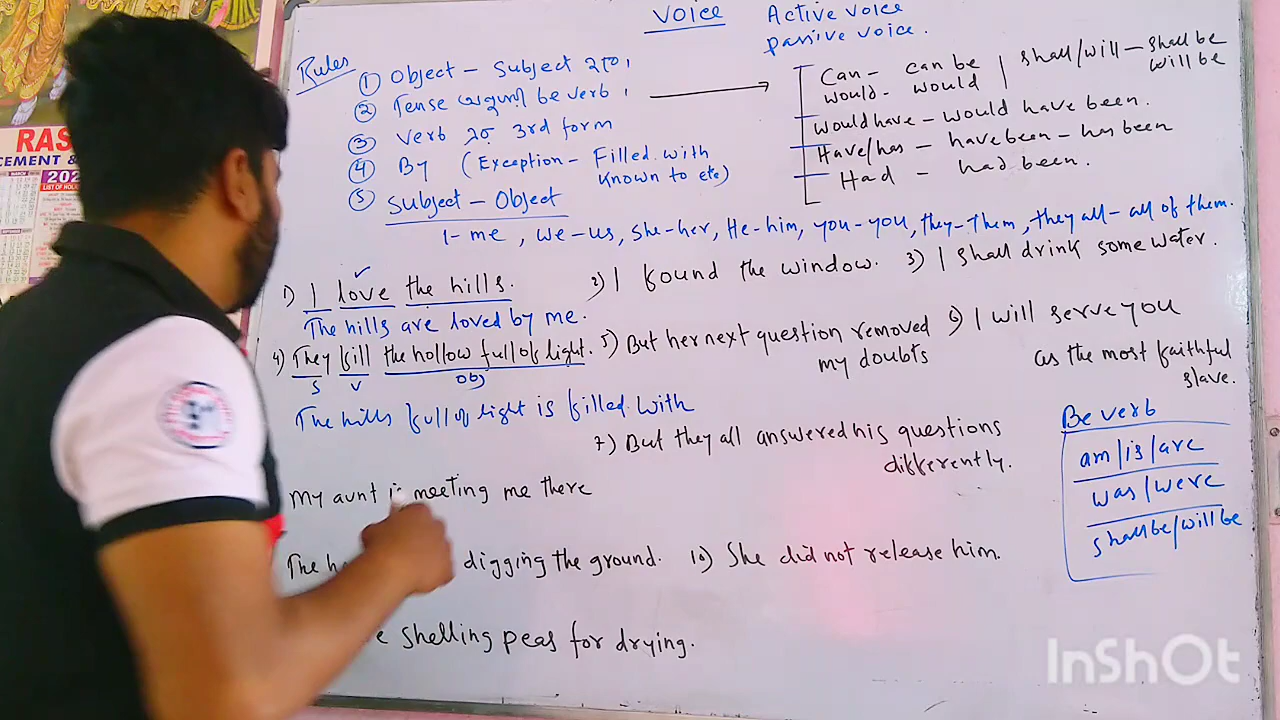 Voice Active voice
passive voice.
Rules
① Object – Subject হবে,
② Tense অনুযায়ী be verb,
③ Verb এর 3rd form
④ By (Exception – Filled with
known to etc)
⑤ Subject – Object
Can – can be | shall/will – shall be
would – would will be
would have – would have been.
Have/has – have been – has been
Had – had been.
I – me, we – us, she – her, He – him, you – you, they – Them, they all – all of them.
1) I love the hills. 2) I found the window. 3) I shall drink some water.
The hills are loved by me.
4) They fill the hollow full of light. 5) But her next question removed
my doubts
S V obj
6) I will serve you
as the most faithful
slave.
The hills full of light is filled with
7) But they all answered his questions
differently.
Be verb
am/is/are
was/were
shall be/will be
My aunt is meeting me there
The digging the ground. 10) She did not release him.
shelling peas for drying.
RAS
CEMENT &
MARCH 202
LIST OF
InShOt